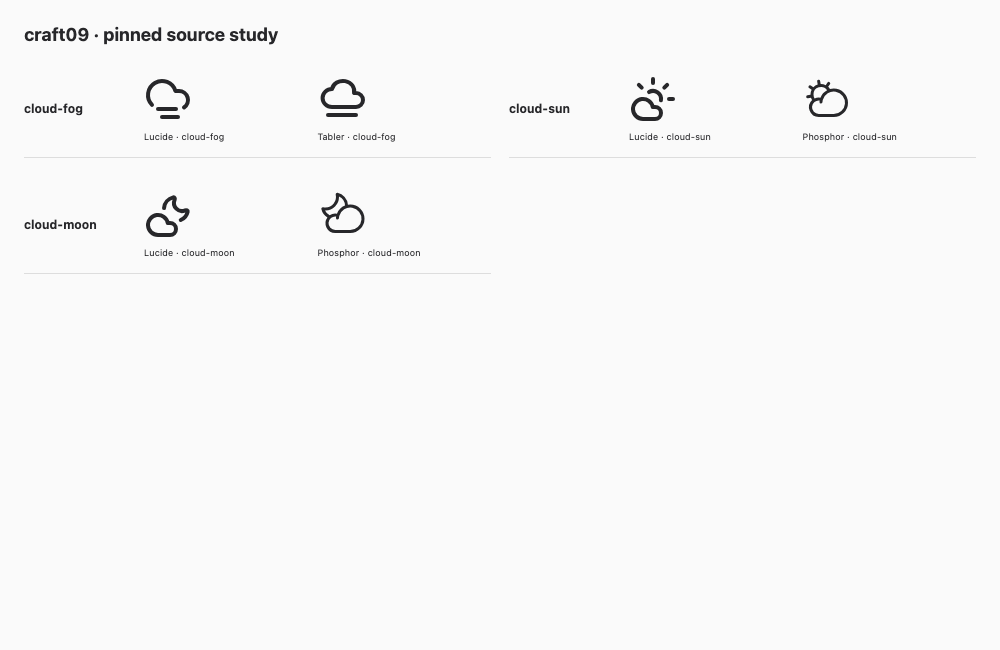 craft09 · pinned source study
cloud-fog
Lucide · cloud-fog
Tabler · cloud-fog
cloud-sun
Lucide · cloud-sun
Phosphor · cloud-sun
cloud-moon
Lucide · cloud-moon
Phosphor · cloud-moon